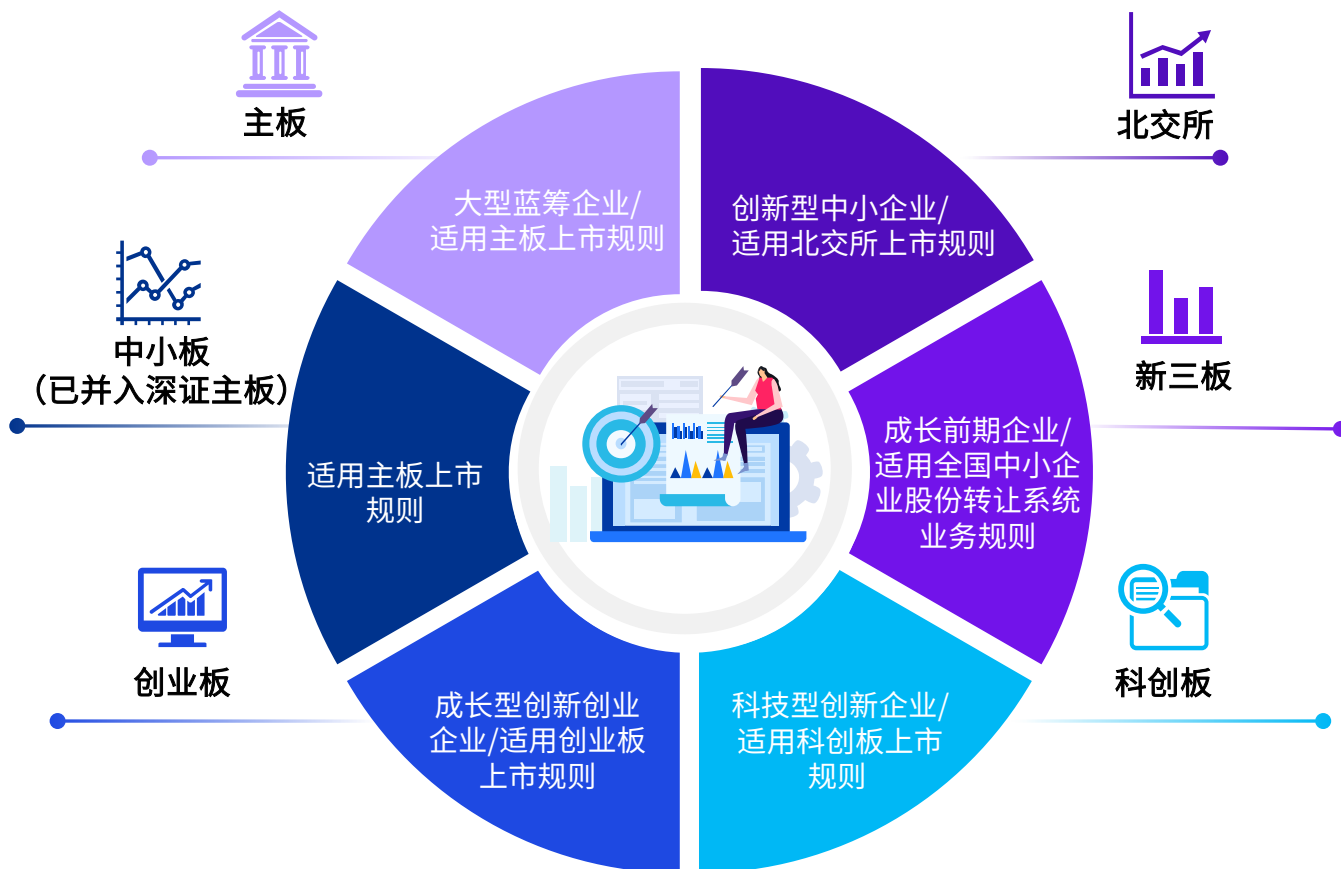 主板
大型蓝筹企业/
适用主板上市规则
北交所
创新型中小企业/
适用北交所上市规则
中小板
（已并入深证主板）
适用主板上市
规则
新三板
成长前期企业/
适用全国中小企
业股份转让系统
业务规则
创业板
成长型创新创业
企业/适用创业板
上市规则
科创板
科技型创新企业/
适用科创板上市
规则